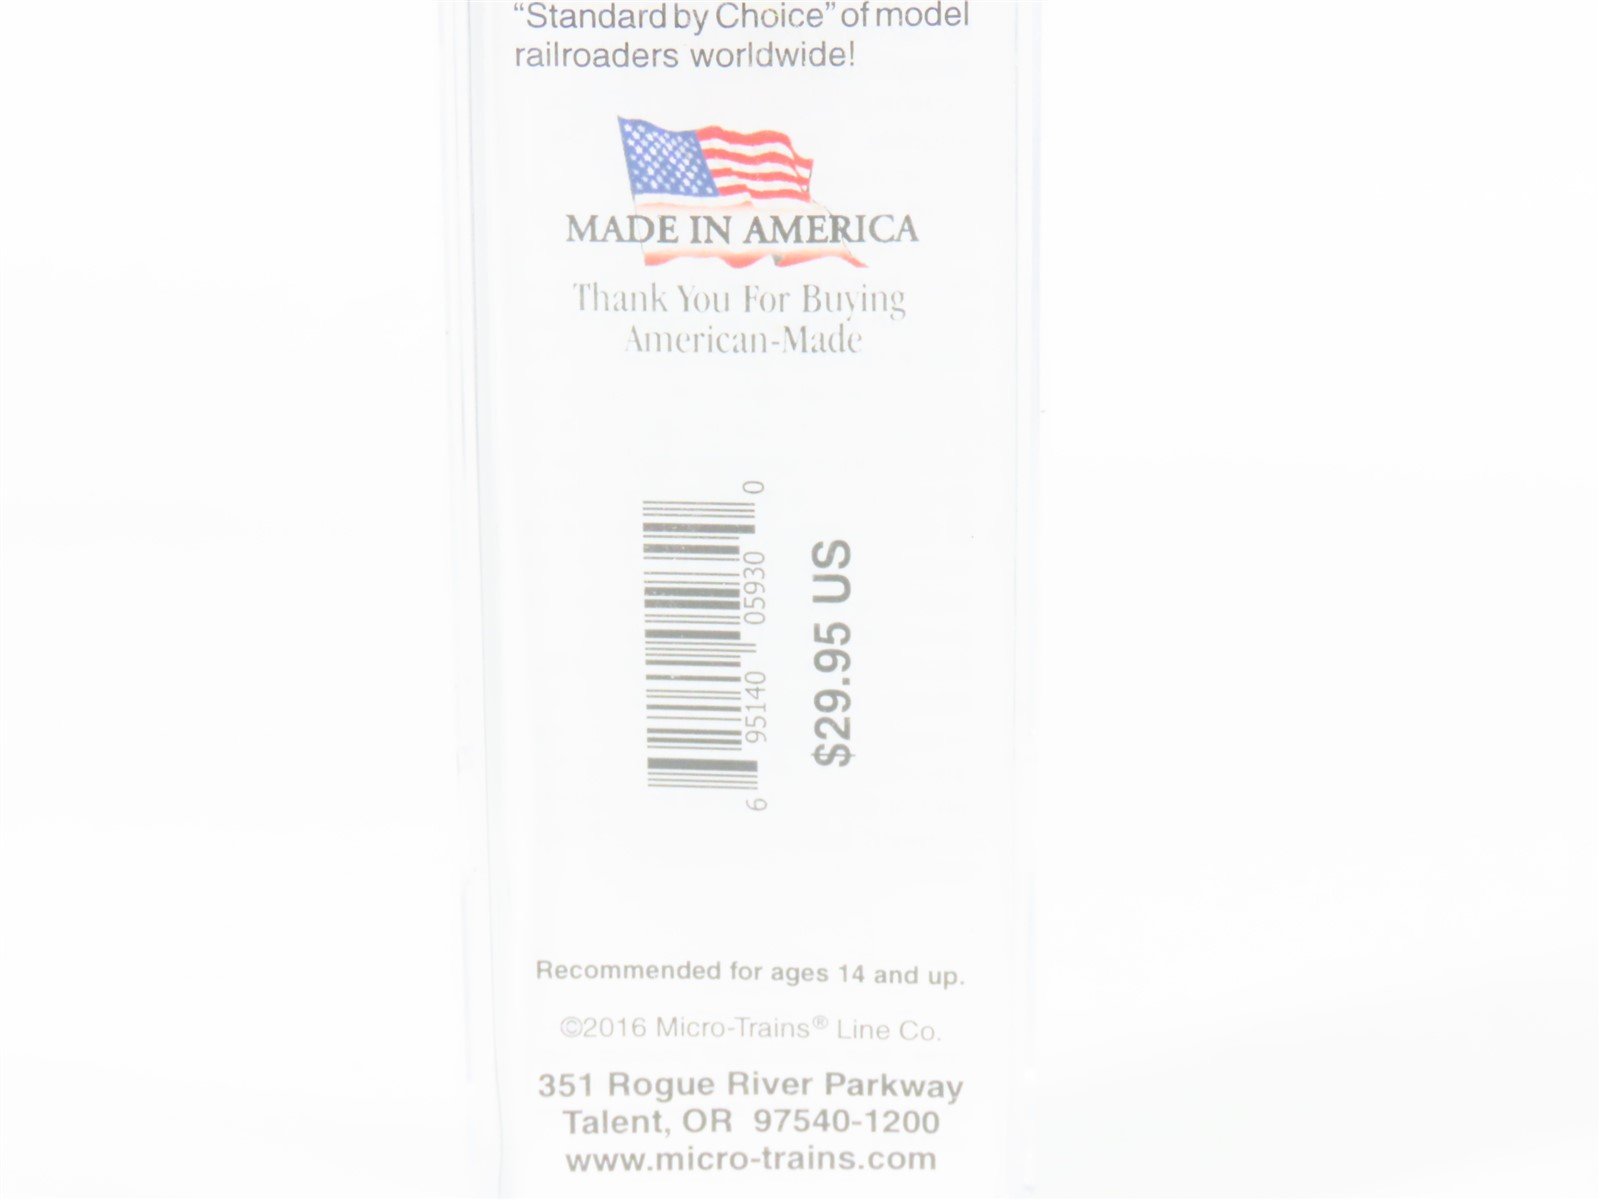 “Standard by Choice” of model
railroaders worldwide!
MADE IN AMERICA
Thank You For Buying
American-Made
6 95140 05930 0
$29.95 US
Recommended for ages 14 and up.
©2016 Micro-Trains® Line Co.
351 Rogue River Parkway
Talent, OR 97540-1200
www.micro-trains.com